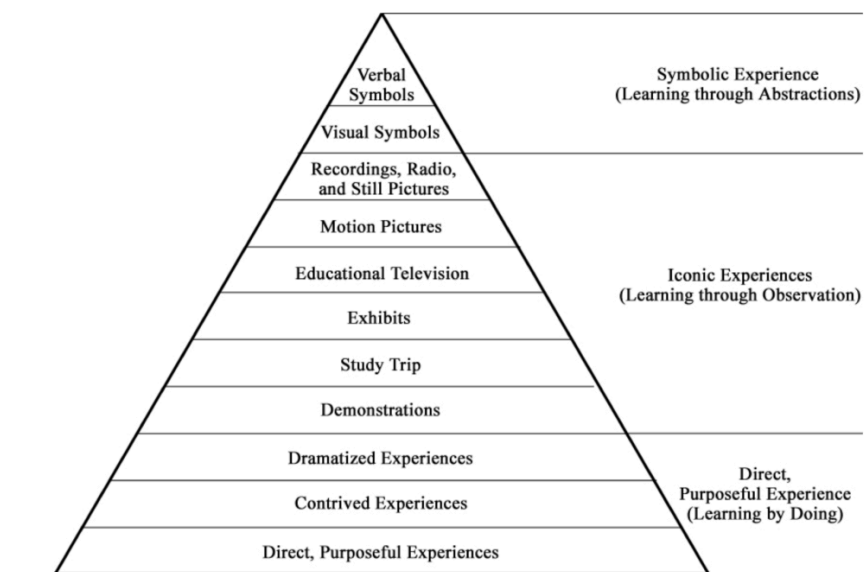 Verbal
Symbols
Visual Symbols
Recordings, Radio,
and Still Pictures
Motion Pictures
Educational Television
Exhibits
Study Trip
Demonstrations
Dramatized Experiences
Contrived Experiences
Direct, Purposeful Experiences
Symbolic Experience
(Learning through Abstractions)
Iconic Experiences
(Learning through Observation)
Direct,
Purposeful Experience
(Learning by Doing)